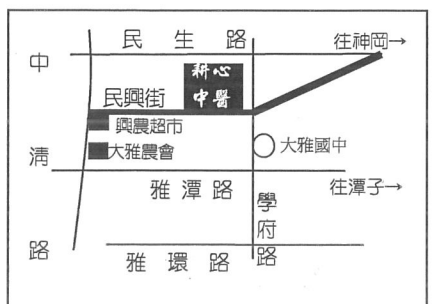 民生路
往神岡→
中清路
耕心
中醫
民興街
興農超市
大雅農會
大雅國中
雅潭路
往潭子→
學府路
雅環路